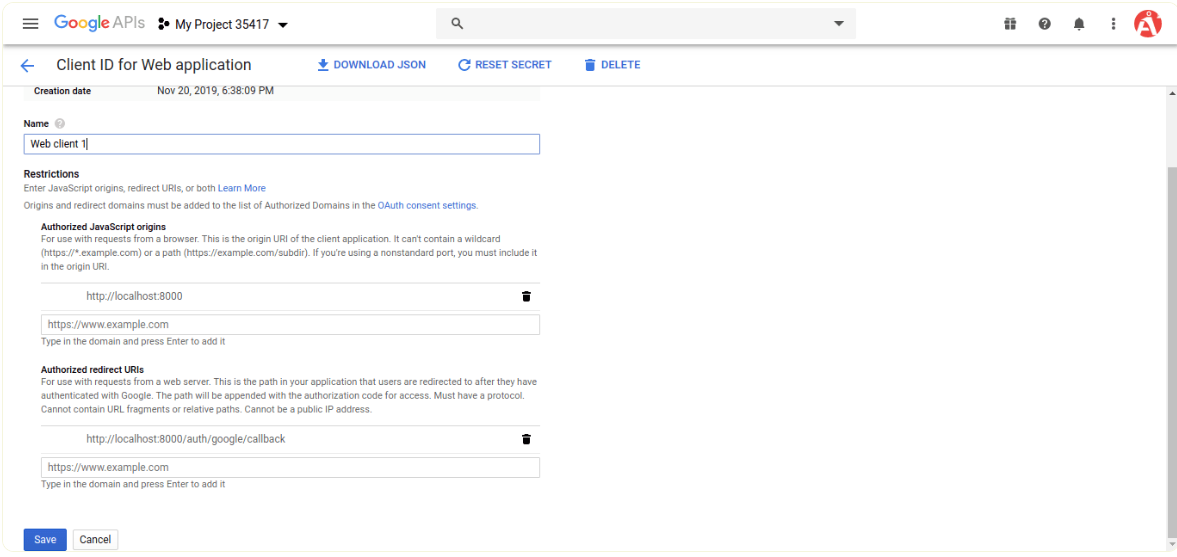 Google APIs My Project 35417
Client ID for Web application DOWNLOAD JSON RESET SECRET DELETE
Creation date Nov 20, 2019, 6:38:09 PM
Name
Web client 1
Restrictions
Enter JavaScript origins, redirect URIs, or both Learn More
Origins and redirect domains must be added to the list of Authorized Domains in the OAuth consent settings.
Authorized JavaScript origins
For use with requests from a browser. This is the origin URI of the client application. It can't contain a wildcard
(https://*.example.com) or a path (https://example.com/subdir). If you're using a nonstandard port, you must include it
in the origin URI.
http://localhost:8000
https://www.example.com
Type in the domain and press Enter to add it
Authorized redirect URIs
For use with requests from a web server. This is the path in your application that users are redirected to after they have
authenticated with Google. The path will be appended with the authorization code for access. Must have a protocol.
Cannot contain URL fragments or relative paths. Cannot be a public IP address.
http://localhost:8000/auth/google/callback
https://www.example.com
Type in the domain and press Enter to add it
Save Cancel